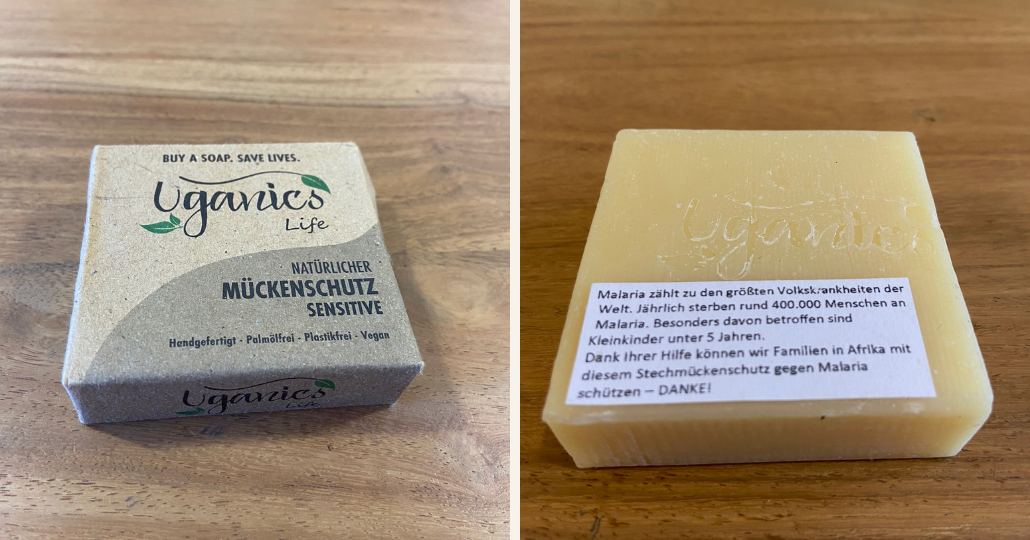 BUY A SOAP. SAVE LIVES.
Uganics
Life
NATÜRLICHER
MÜCKENSCHUTZ
SENSITIVE
Handgefertigt · Palmölfrei · Plastikfrei · Vegan
Uganics
Life
Uganics
Malaria zählt zu den größten Volkskrankheiten der
Welt. Jährlich sterben rund 400.000 Menschen an
Malaria. Besonders davon betroffen sind
Kleinkinder unter 5 Jahren.
Dank Ihrer Hilfe können wir Familien in Afrika mit
diesem Stechmückenschutz gegen Malaria
schützen – DANKE!